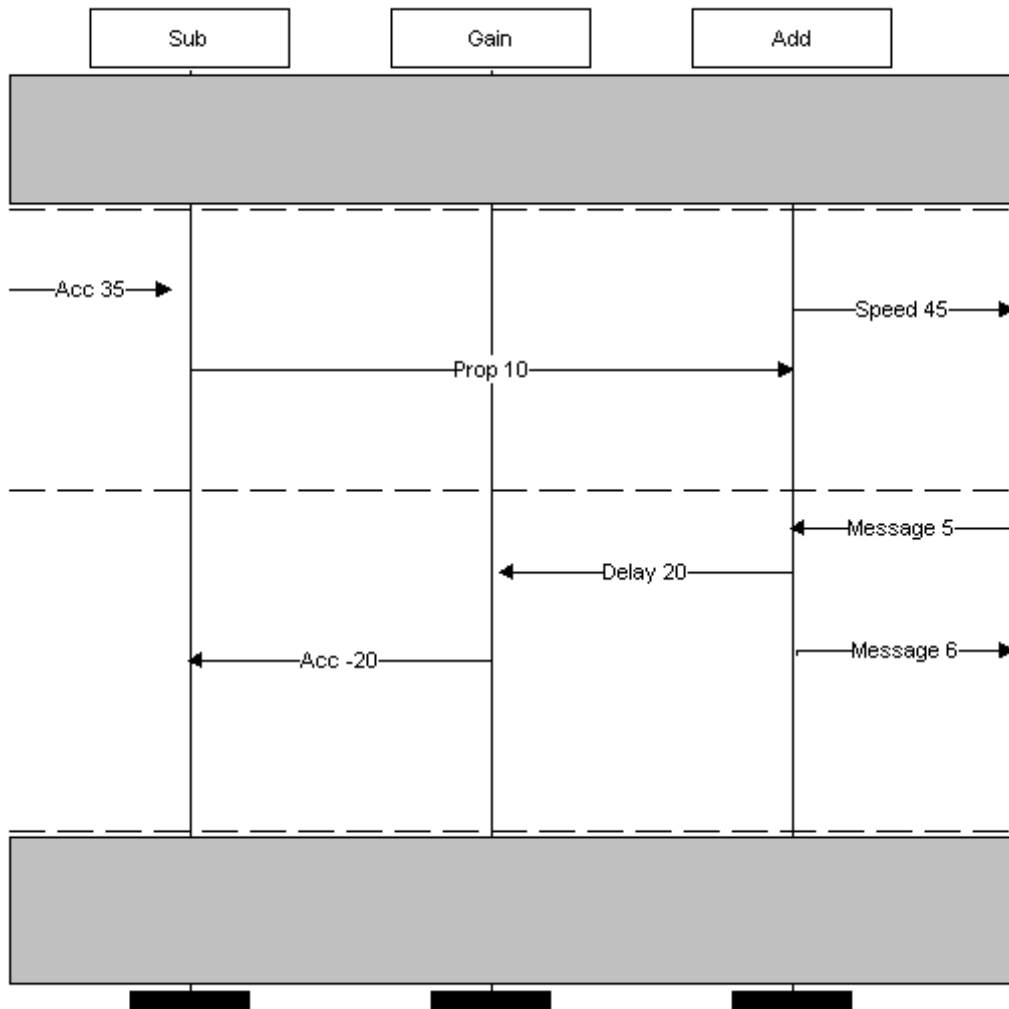 Sub
Gain
Add
Acc 35
Speed 45
Prop 10
Message 5
Delay 20
Message 6
Acc -20